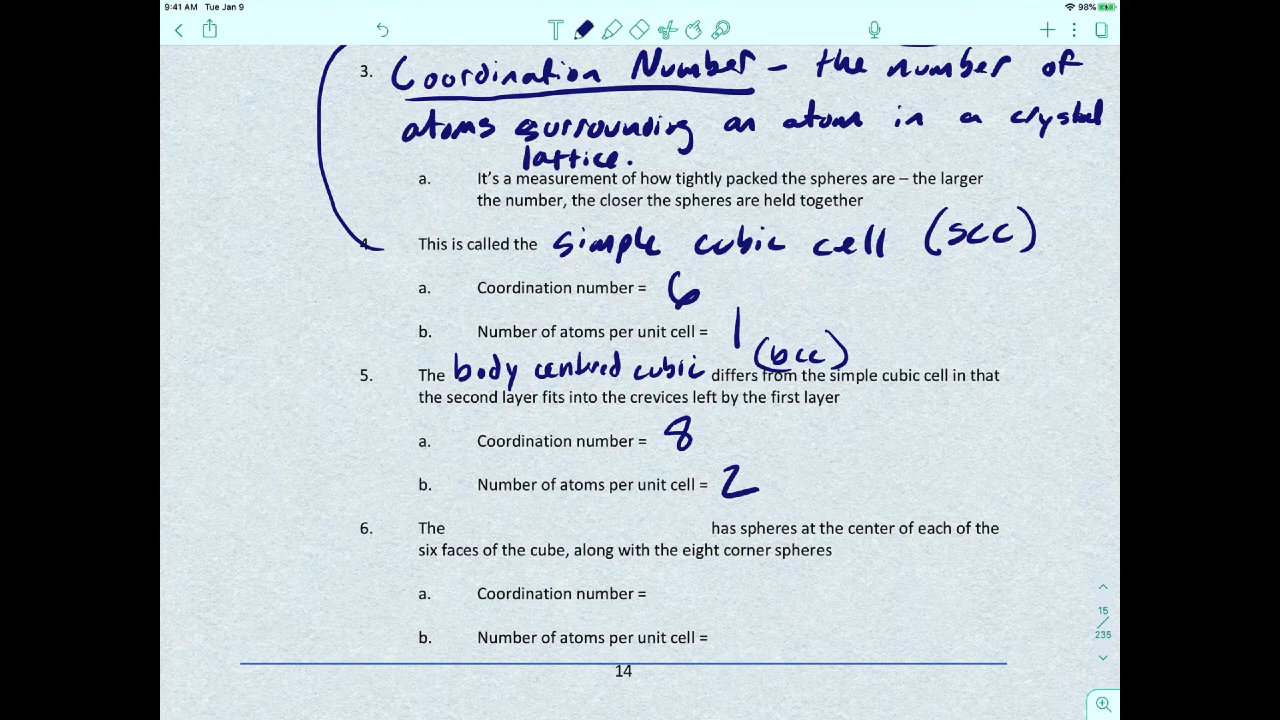 9:41 AM Tue Jan 9
98%
3. Coordination Number – the number of
atoms surrounding an atom in a crystal
lattice.
a. It's a measurement of how tightly packed the spheres are – the larger
the number, the closer the spheres are held together
4. This is called the simple cubic cell (scc)
a. Coordination number = 6
b. Number of atoms per unit cell = 1
5. The body centred cubic (bcc) differs from the simple cubic cell in that
the second layer fits into the crevices left by the first layer
a. Coordination number = 8
b. Number of atoms per unit cell = 2
6. The has spheres at the center of each of the
six faces of the cube, along with the eight corner spheres
a. Coordination number =
b. Number of atoms per unit cell =
15
/
235
14